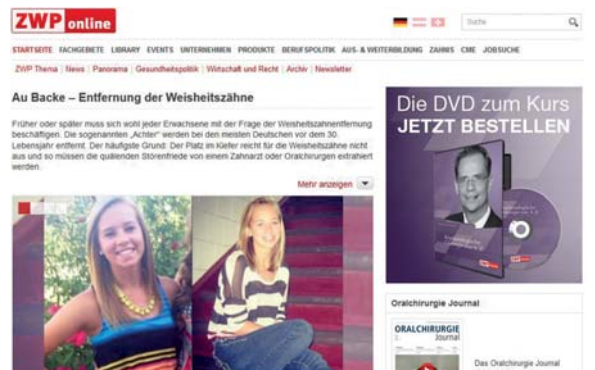 ZWP online
Suche
STARTSEITE FACHGEBIETE LIBRARY EVENTS UNTERNEHMEN PRODUKTE BERUFSPOLITIK AUS- & WEITERBILDUNG ZAHNIS CME JOBSUCHE
ZWP Thema | News | Panorama | Gesundheitspolitik | Wirtschaft und Recht | Archiv | Newsletter
Au Backe – Entfernung der Weisheitszähne
Früher oder später muss sich wohl jeder Erwachsene mit der Frage der Weisheitszahnentfernung
beschäftigen. Die sogenannten „Achter“ werden bei den meisten Deutschen vor dem 30.
Lebensjahr entfernt. Der häufigste Grund: Der Platz im Kiefer reicht für die Weisheitszähne nicht
aus und so müssen die quälenden Störenfriede von einem Zahnarzt oder Oralchirurgen extrahiert
werden.
Mehr anzeigen
Die DVD zum Kurs
JETZT BESTELLEN
Oralchirurgie Journal
ORALCHIRURGIE
Journal
Das Oralchirurgie Journal